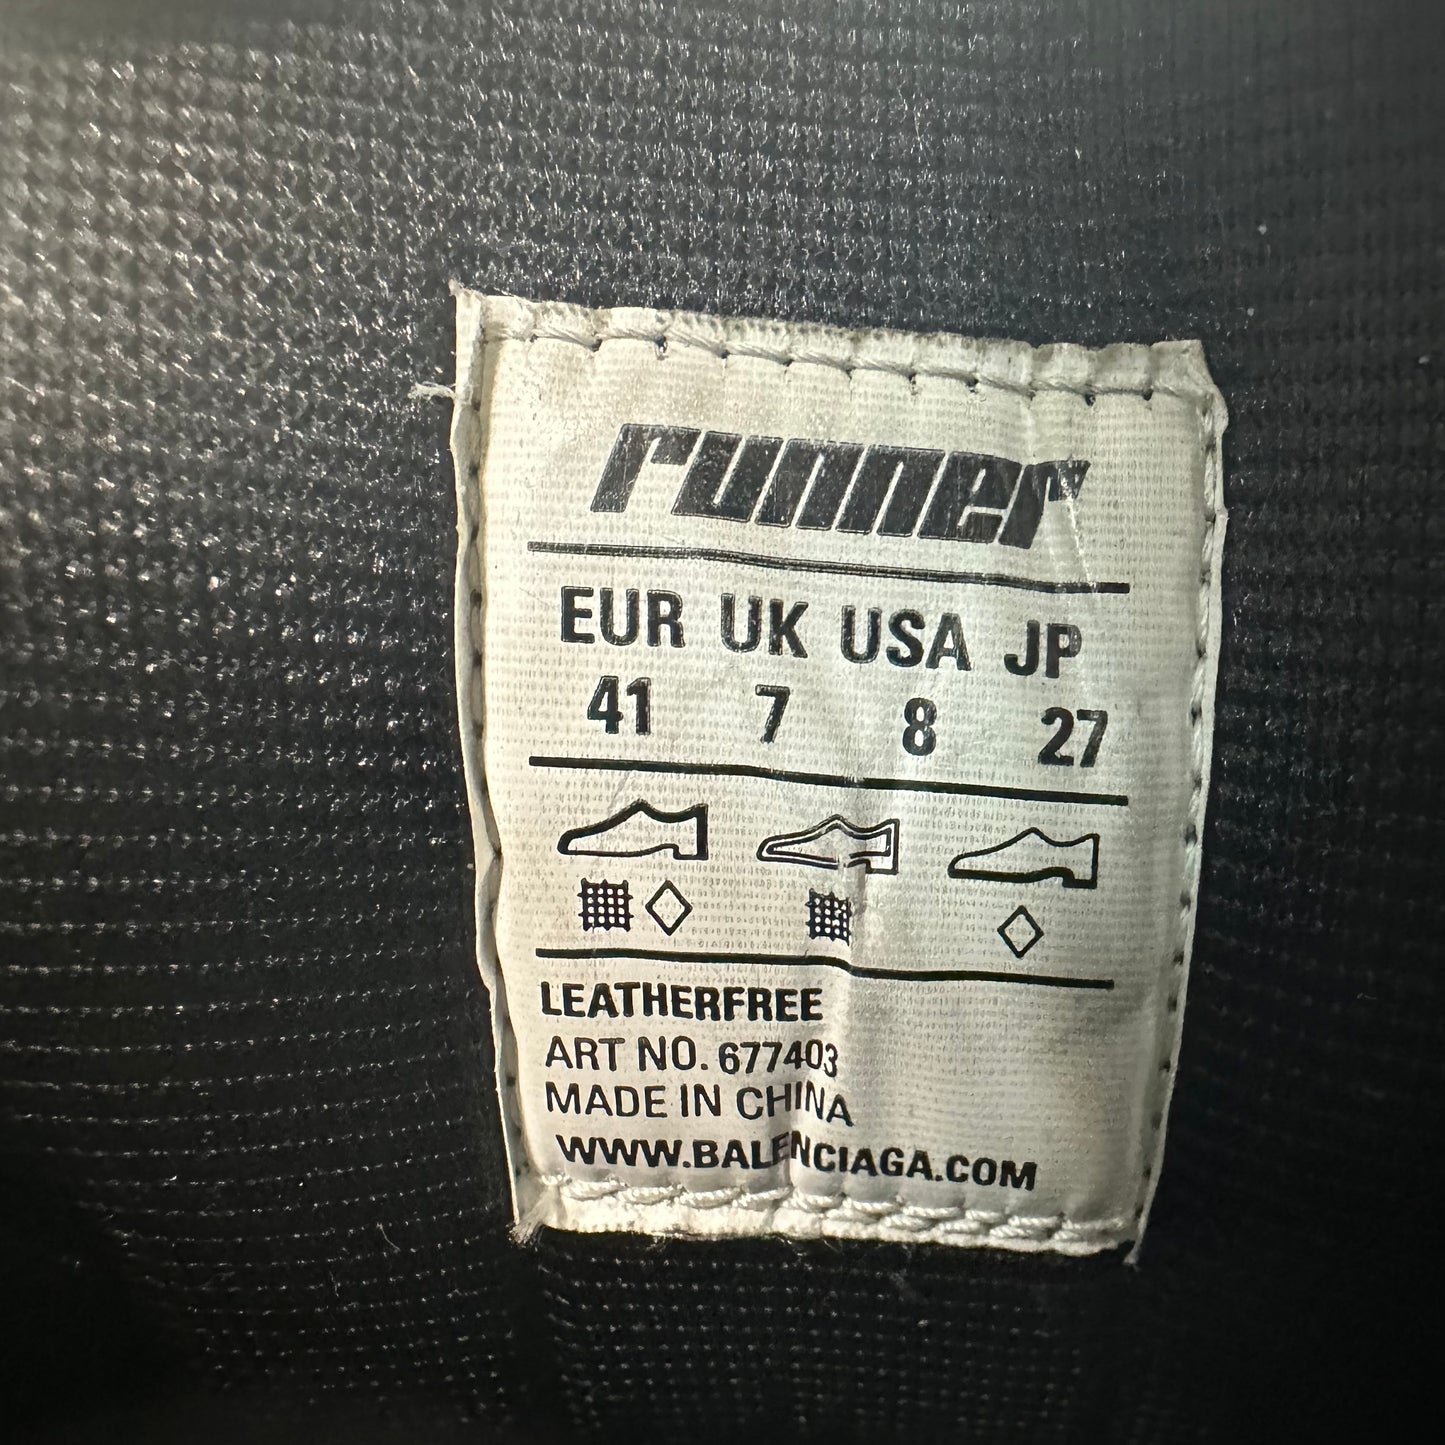 runner
EUR UK USA JP
41 7 8 27
LEATHERFREE
ART NO. 677403
MADE IN CHINA
WWW.BALENCIAGA.COM